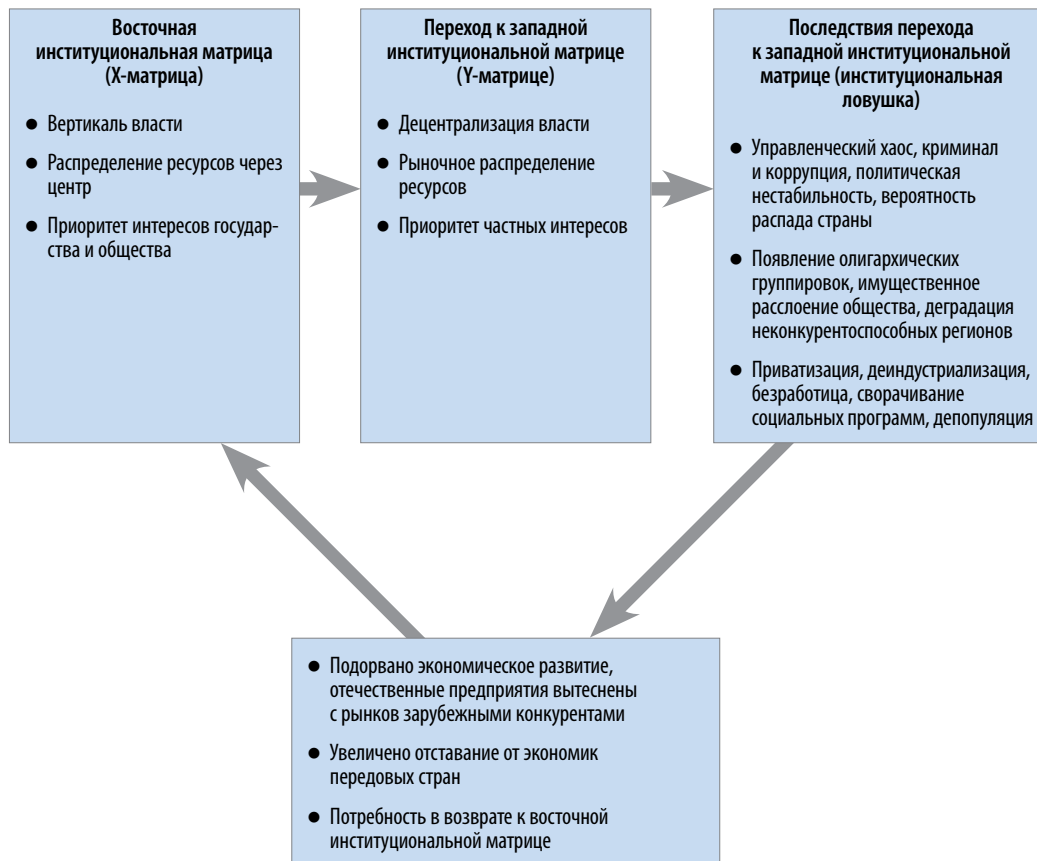 Восточная
институциональная матрица
(X-матрица)
● Вертикаль власти
● Распределение ресурсов через
центр
● Приоритет интересов государ-
ства и общества
Переход к западной
институциональной матрице
(Y-матрице)
● Децентрализация власти
● Рыночное распределение
ресурсов
● Приоритет частных интересов
Последствия перехода
к западной институциональной
матрице (институциональная
ловушка)
● Управленческий хаос, криминал
и коррупция, политическая
нестабильность, вероятность
распада страны
● Появление олигархических
группировок, имущественное
расслоение общества, деградация
неконкурентоспособных регионов
● Приватизация, деиндустриализация,
безработица, сворачивание
социальных программ, депопуляция
● Подорвано экономическое развитие,
отечественные предприятия вытеснены
с рынков зарубежными конкурентами
● Увеличено отставание от экономик
передовых стран
● Потребность в возврате к восточной
институциональной матрице